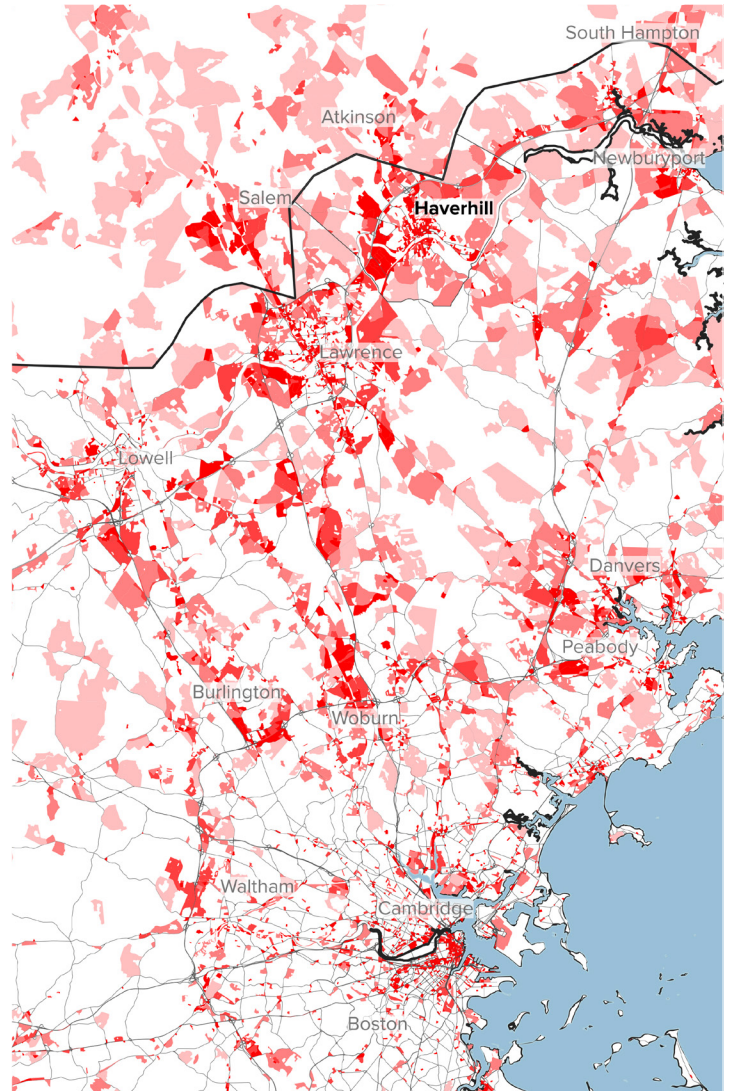 South Hampton
Atkinson
Newburyport
Salem
Haverhill
Lawrence
Lowell
Danvers
Peabody
Burlington
Woburn
Waltham
Cambridge
Boston